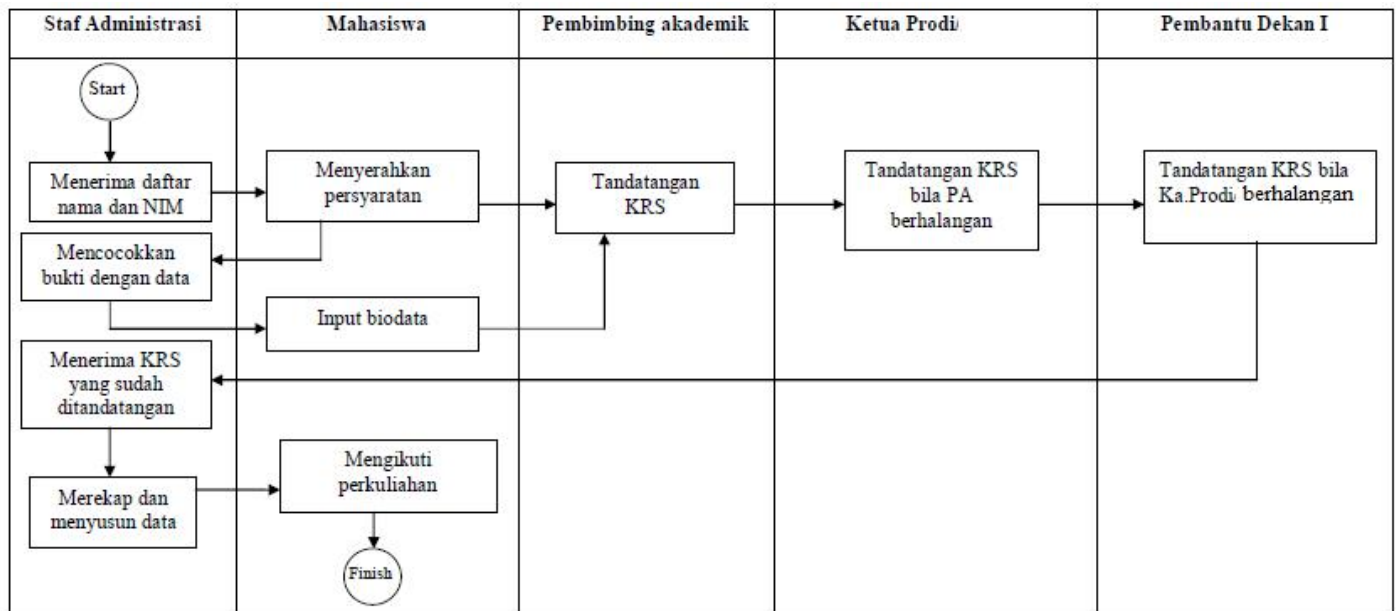 Staf Administrasi
Mahasiswa
Pembimbing akademik
Ketua Prodi/
Pembantu Dekan I
Start
Menerima daftar
nama dan NIM
Menyerahkan
persyaratan
Tandatangan
KRS
Tandatangan KRS
bila PA
berhalangan
Tandatangan KRS bila
Ka.Prodi/ berhalangan
Mencocokkan
bukti dengan data
Input biodata
Menerima KRS
yang sudah
ditandatangan
Merekap dan
menyusun data
Mengikuti
perkuliahan
Finish